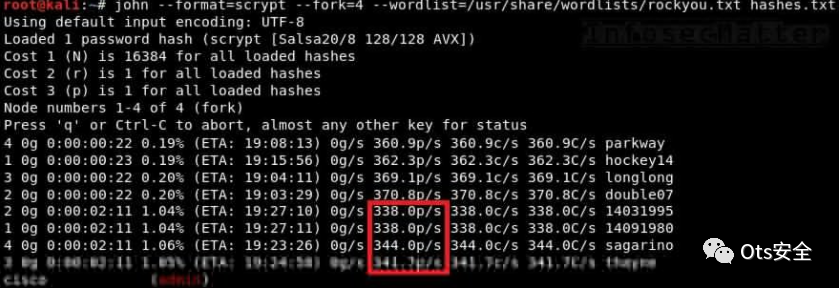 root@kali:~# john --format=scrypt --fork=4 --wordlist=/usr/share/wordlists/rockyou.txt hashes.txt
Using default input encoding: UTF-8
Loaded 1 password hash (scrypt [Salsa20/8 128/128 AVX])
Cost 1 (N) is 16384 for all loaded hashes
Cost 2 (r) is 1 for all loaded hashes
Cost 3 (p) is 1 for all loaded hashes
Node numbers 1-4 of 4 (fork)
Press 'q' or Ctrl-C to abort, almost any other key for status
4 0g 0:00:00:22 0.19% (ETA: 19:08:13) 0g/s 360.9p/s 360.9c/s 360.9C/s parkway
1 0g 0:00:00:23 0.19% (ETA: 19:15:56) 0g/s 362.3p/s 362.3c/s 362.3C/s hockey14
3 0g 0:00:00:22 0.20% (ETA: 19:04:11) 0g/s 369.1p/s 369.1c/s 369.1C/s longlong
2 0g 0:00:00:22 0.20% (ETA: 19:03:29) 0g/s 370.8p/s 370.8c/s 370.8C/s double07
2 0g 0:00:02:11 1.04% (ETA: 19:27:10) 0g/s 338.0p/s 338.0c/s 338.0C/s 14031995
1 0g 0:00:02:11 1.04% (ETA: 19:27:11) 0g/s 338.0p/s 338.0c/s 338.0C/s 14091980
4 0g 0:00:02:11 1.06% (ETA: 19:23:26) 0g/s 344.0p/s 344.0c/s 344.0C/s sagarino
3 0g 0:00:02:11 1.05% (ETA: 19:24:58) 0g/s 341.7p/s 341.7c/s 341.7C/s
cisco (admin)
Infosecmatter
Ots安全